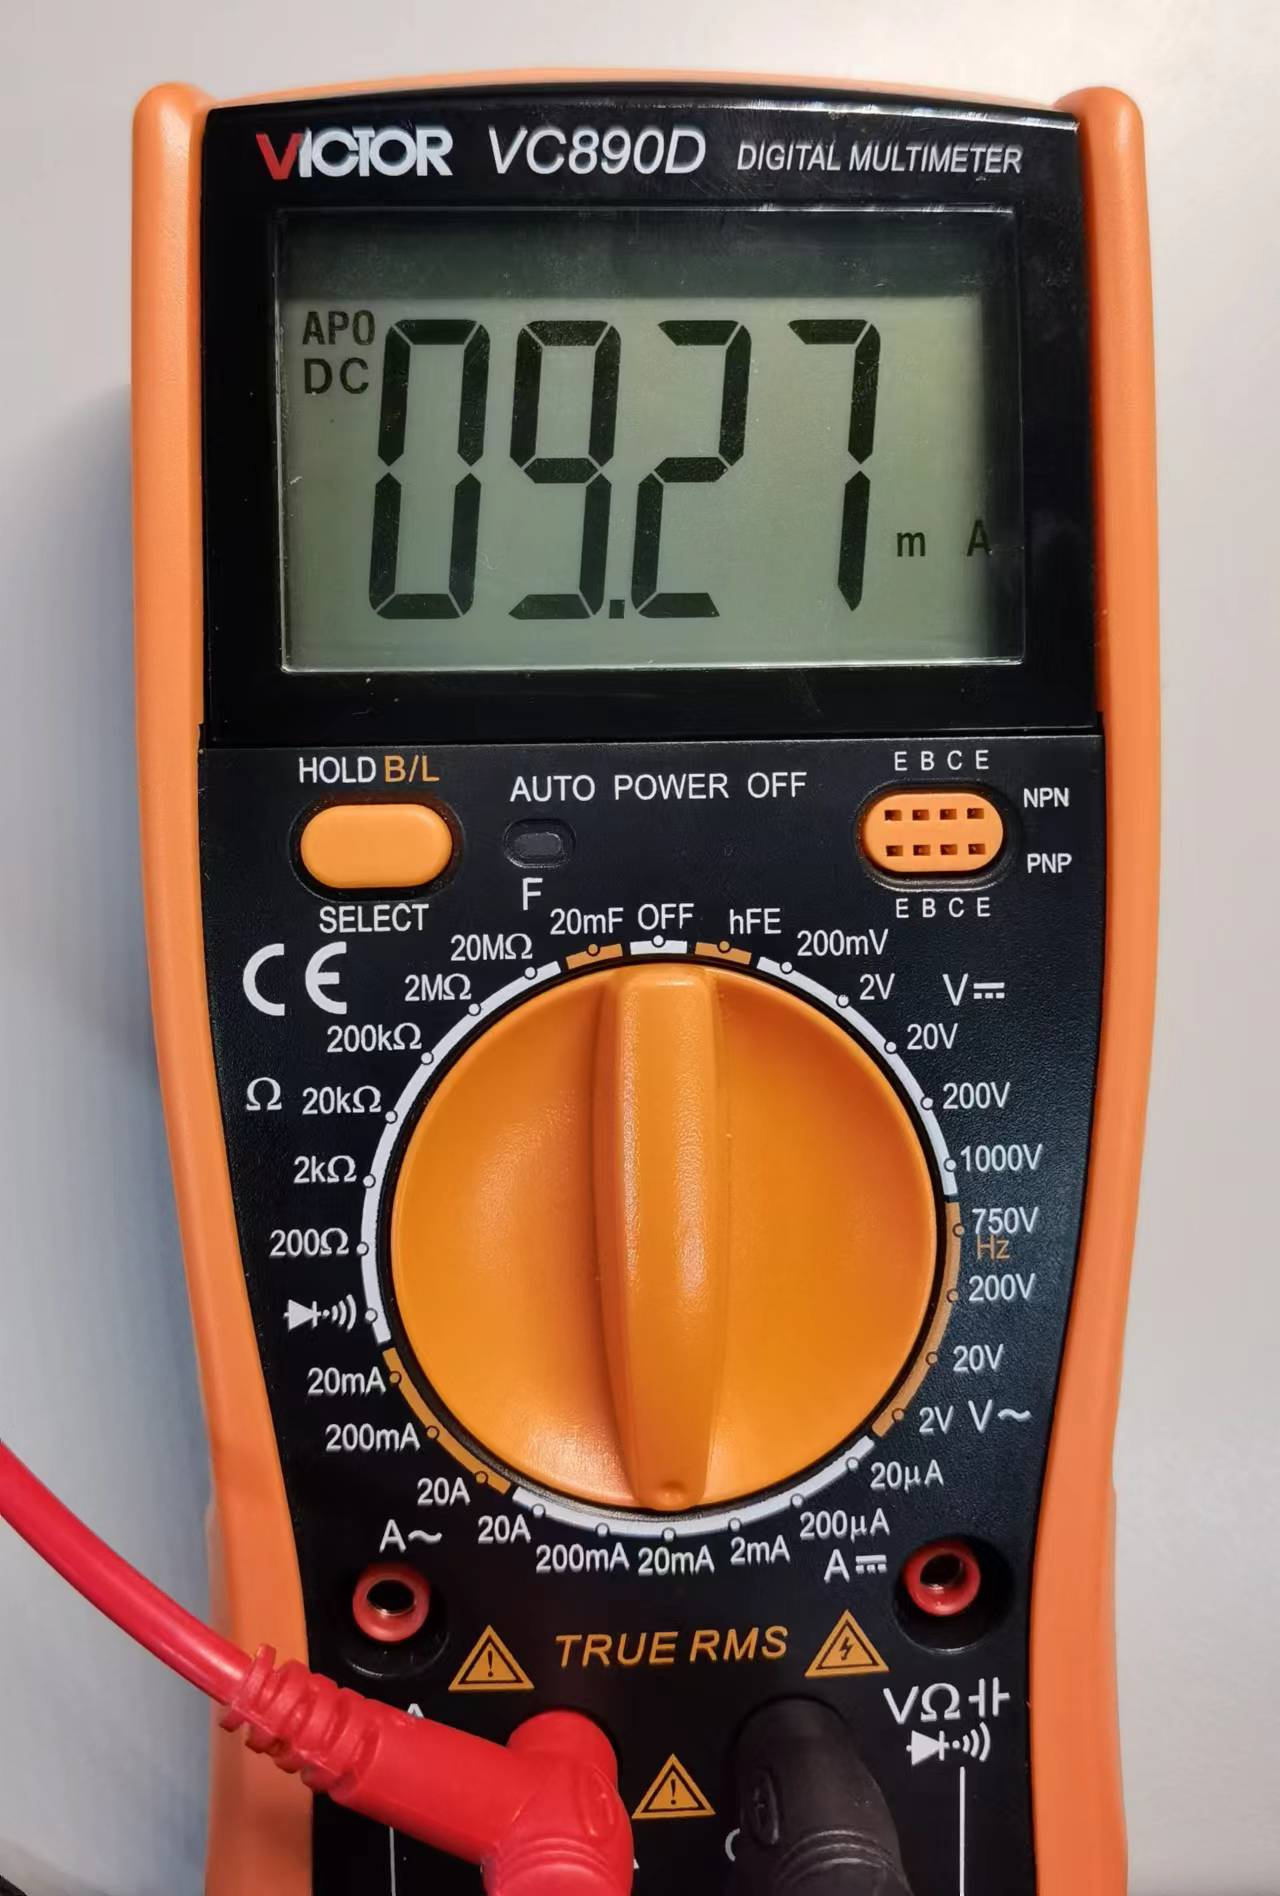 VICTOR VC890D DIGITAL MULTIMETER
APO
DC
09.27
m A
HOLD B/L
AUTO POWER OFF
E B C E
NPN
PNP
E B C E
SELECT
F
CE
20mF
OFF
hFE
20MΩ
200mV
2MΩ
2V
V⎓
200kΩ
20V
Ω
20kΩ
200V
2kΩ
1000V
200Ω
750V
Hz
200V
20mA
20V
200mA
2V
V~
20A
20μA
A~
20A
200mA
20mA
2mA
200μA
A⎓
TRUE RMS
VΩ